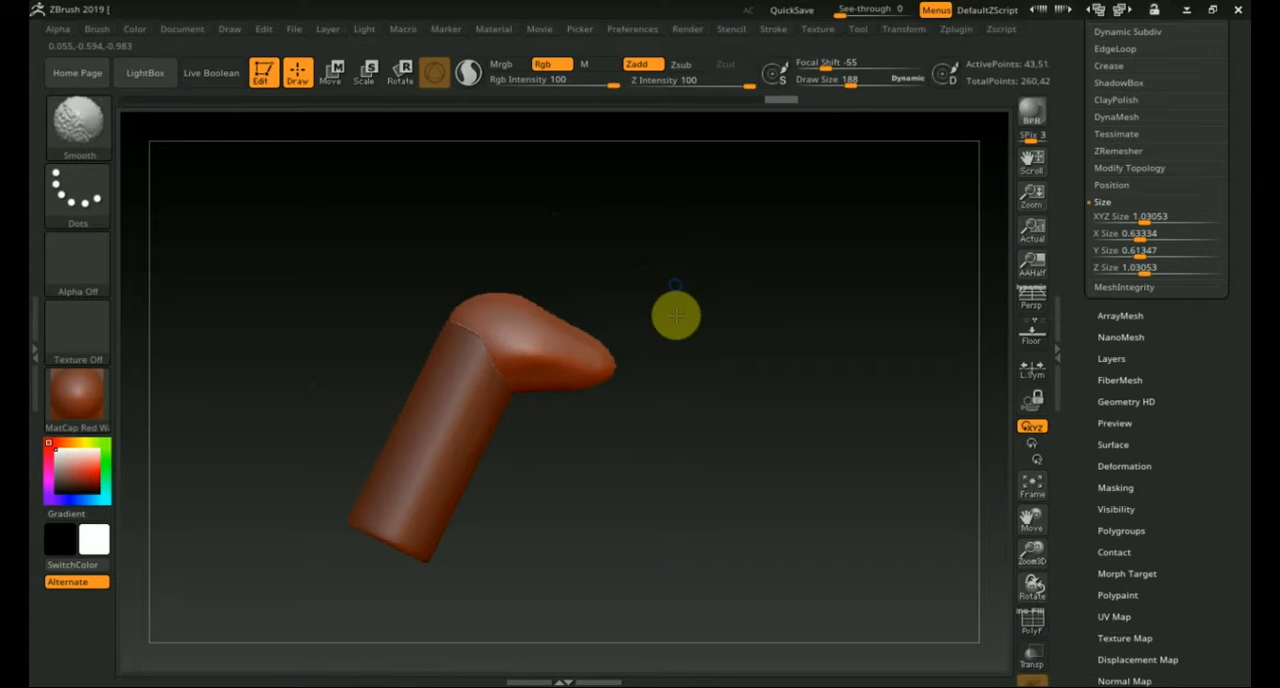 ZBrush 2019 [
AC QuickSave See-through 0 Menus DefaultZScript
Alpha Brush Color Document Draw Edit File Layer Light Macro Marker Material Movie Picker Preferences Render Stencil Stroke Texture Tool Transform Zplugin Zscript
0.055,-0.594,-0.983
Home Page LightBox Live Boolean Edit Draw Move Scale Rotate
Mrgb Rgb M Zadd Zsub Zcut
Rgb Intensity 100 Z Intensity 100
S Focal Shift -55
Draw Size 188 Dynamic D
ActivePoints: 43,51
TotalPoints: 260,42
Smooth
Dots
Alpha Off
Texture Off
MatCap Red Wa
Gradient
SwitchColor
Alternate
BPR
SPix 3
Scroll
Zoom
Actual
AAHalf
Dynamic
Persp
Floor
L.Sym
XYZ
Frame
Move
Zoom3D
Rotate
PolyF
Transp
Dynamic Subdiv
EdgeLoop
Crease
ShadowBox
ClayPolish
DynaMesh
Tessimate
ZRemesher
Modify Topology
Position
Size
XYZ Size 1.03053
X Size 0.63334
Y Size 0.61347
Z Size 1.03053
MeshIntegrity
ArrayMesh
NanoMesh
Layers
FiberMesh
Geometry HD
Preview
Surface
Deformation
Masking
Visibility
Polygroups
Contact
Morph Target
Polypaint
UV Map
Texture Map
Displacement Map
Normal Map